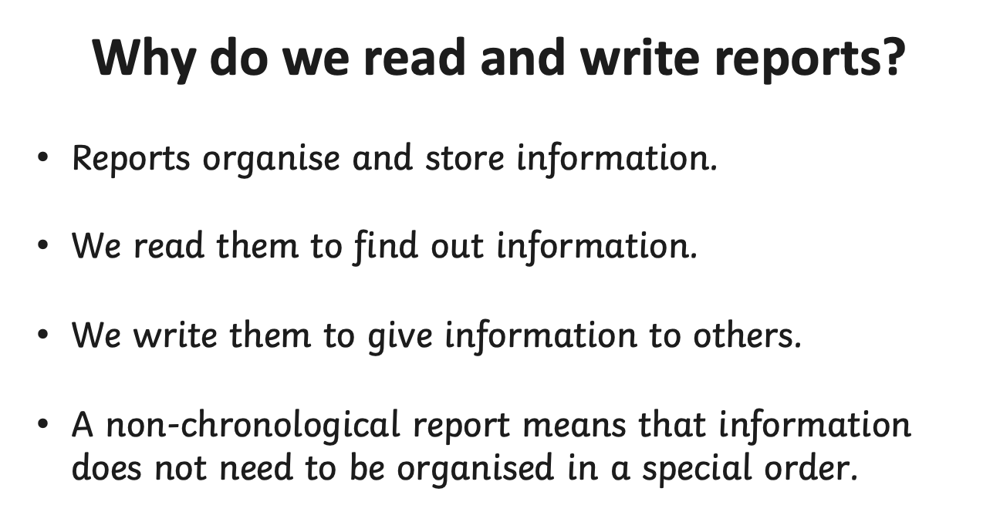 Why do we read and write reports?
• Reports organise and store information.
• We read them to find out information.
• We write them to give information to others.
• A non-chronological report means that information
does not need to be organised in a special order.